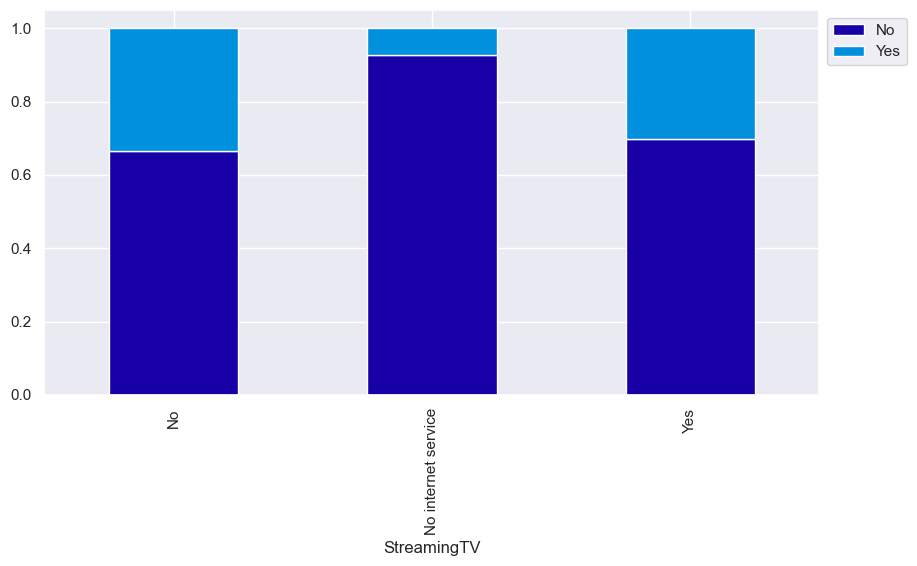 1.0
0.8
0.6
0.4
0.2
0.0
No
Yes
No
No internet service
Yes
StreamingTV